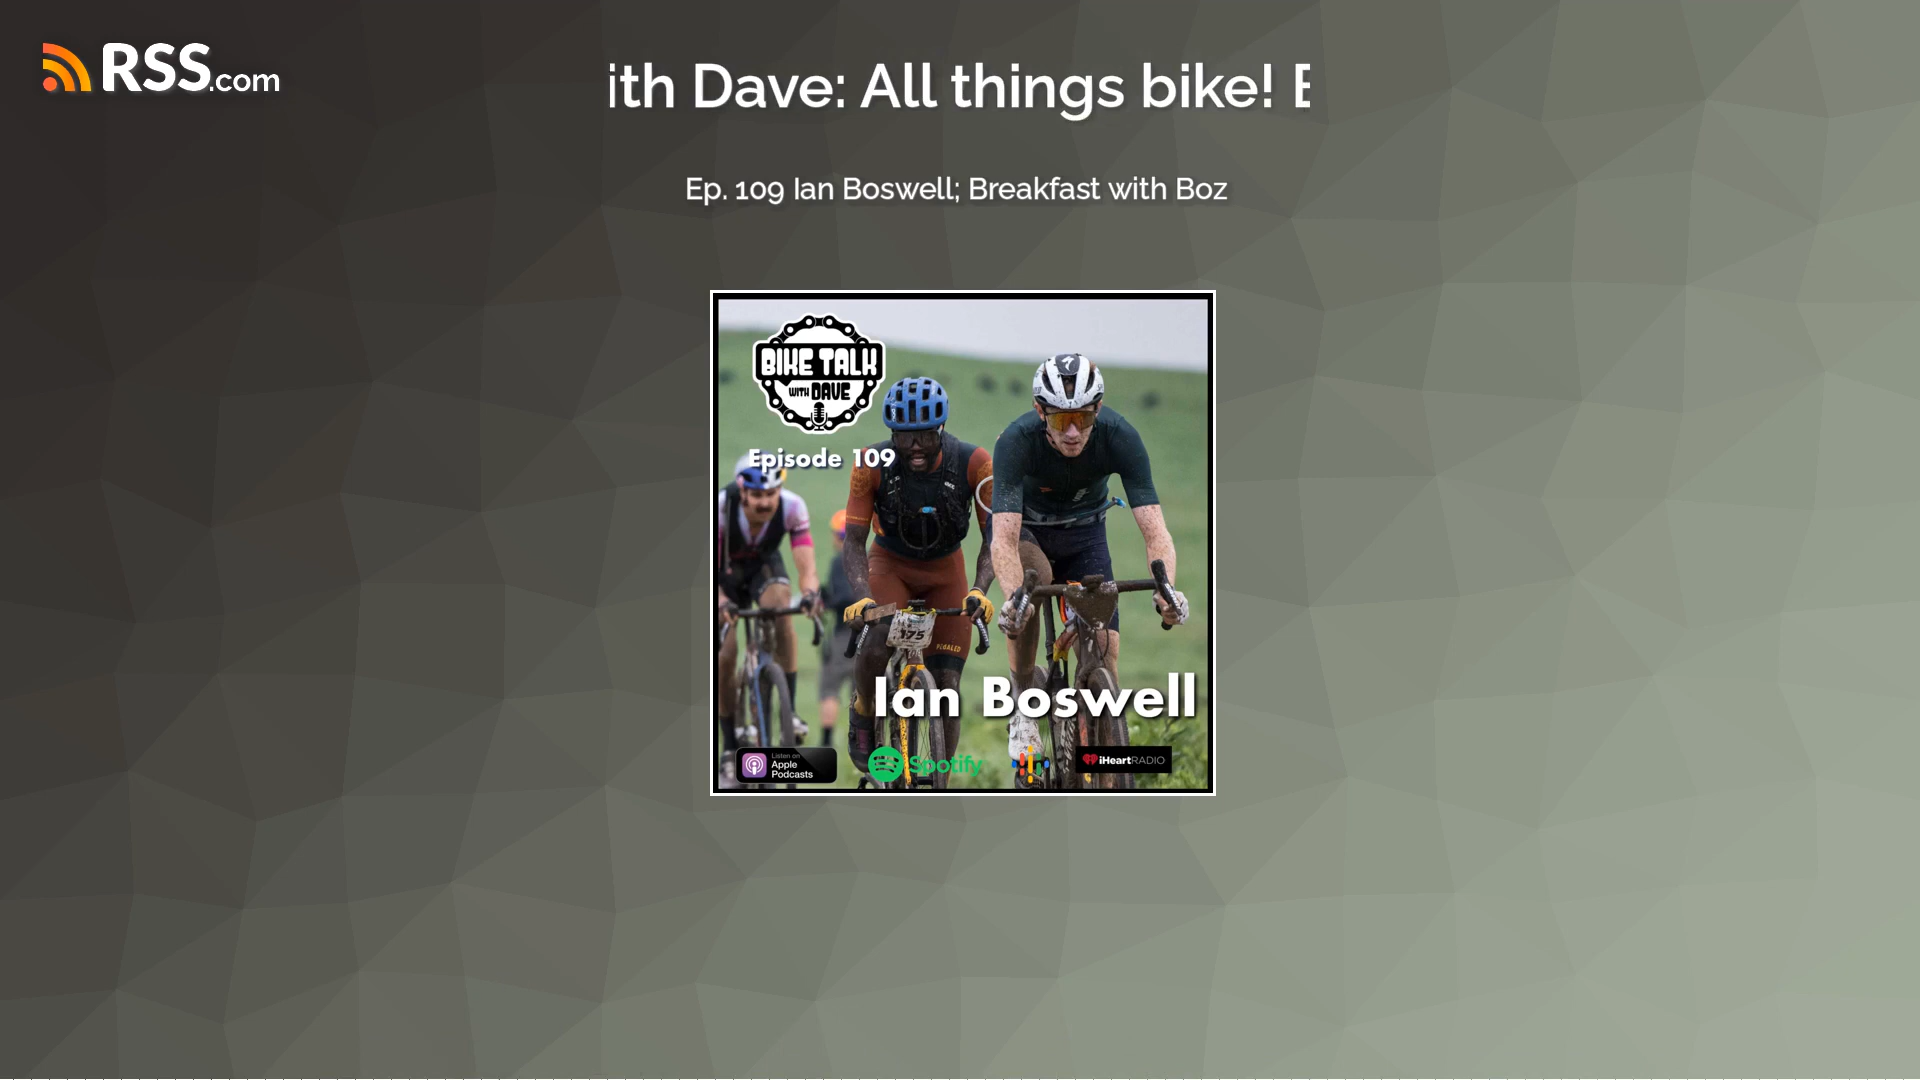 RSS.com
ith Dave: All things bike! E
Ep. 109 Ian Boswell; Breakfast with Boz
BIKE TALK
WITH DAVE
Episode 109
175
PEDALED
Ian Boswell
Listen on
Apple
Podcasts
Spotify
iHeartRADIO